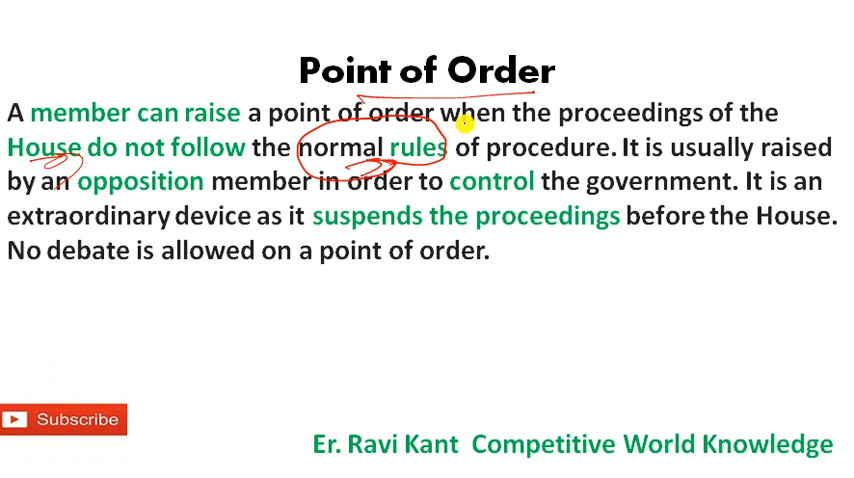 Point of Order
A member can raise a point of order when the proceedings of the
House do not follow the normal rules of procedure. It is usually raised
by an opposition member in order to control the government. It is an
extraordinary device as it suspends the proceedings before the House.
No debate is allowed on a point of order.
Subscribe
Er. Ravi Kant Competitive World Knowledge